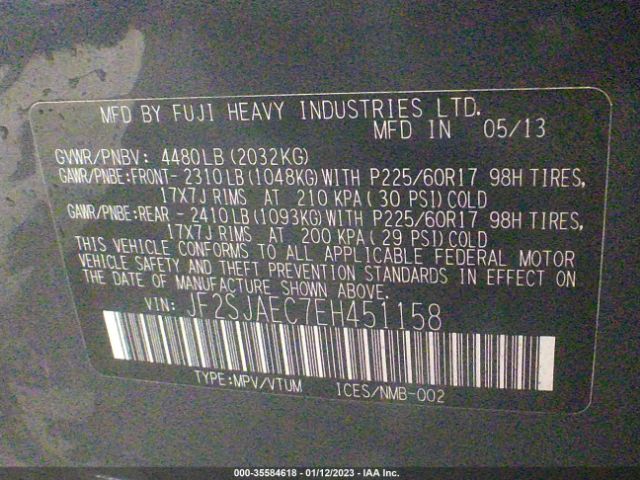 MFD BY FUJI HEAVY INDUSTRIES LTD.
MFD IN 05/13
GVWR/PNBV: 4480LB(2032KG)
GAWR/PNBE:FRONT- 2310LB(1048KG)WITH P225/60R17 98H TIRES,
17X7J RIMS AT 210 KPA(30 PSI)COLD
GAWR/PNBE:REAR - 2410LB(1093KG)WITH P225/60R17 98H TIRES,
17X7J RIMS AT 200 KPA(29 PSI)COLD
THIS VEHICLE CONFORMS TO ALL APPLICABLE FEDERAL MOTOR
VEHICLE SAFETY AND THEFT PREVENTION STANDARDS IN EFFECT ON
THE DATE OF MANUFACTURE SHOWN ABOVE.
VIN: JF2SJAEC7EH451158
TYPE:MPV/VTUM ICES/NMB-002
000-35584618 - 01/12/2023 - IAA Inc.